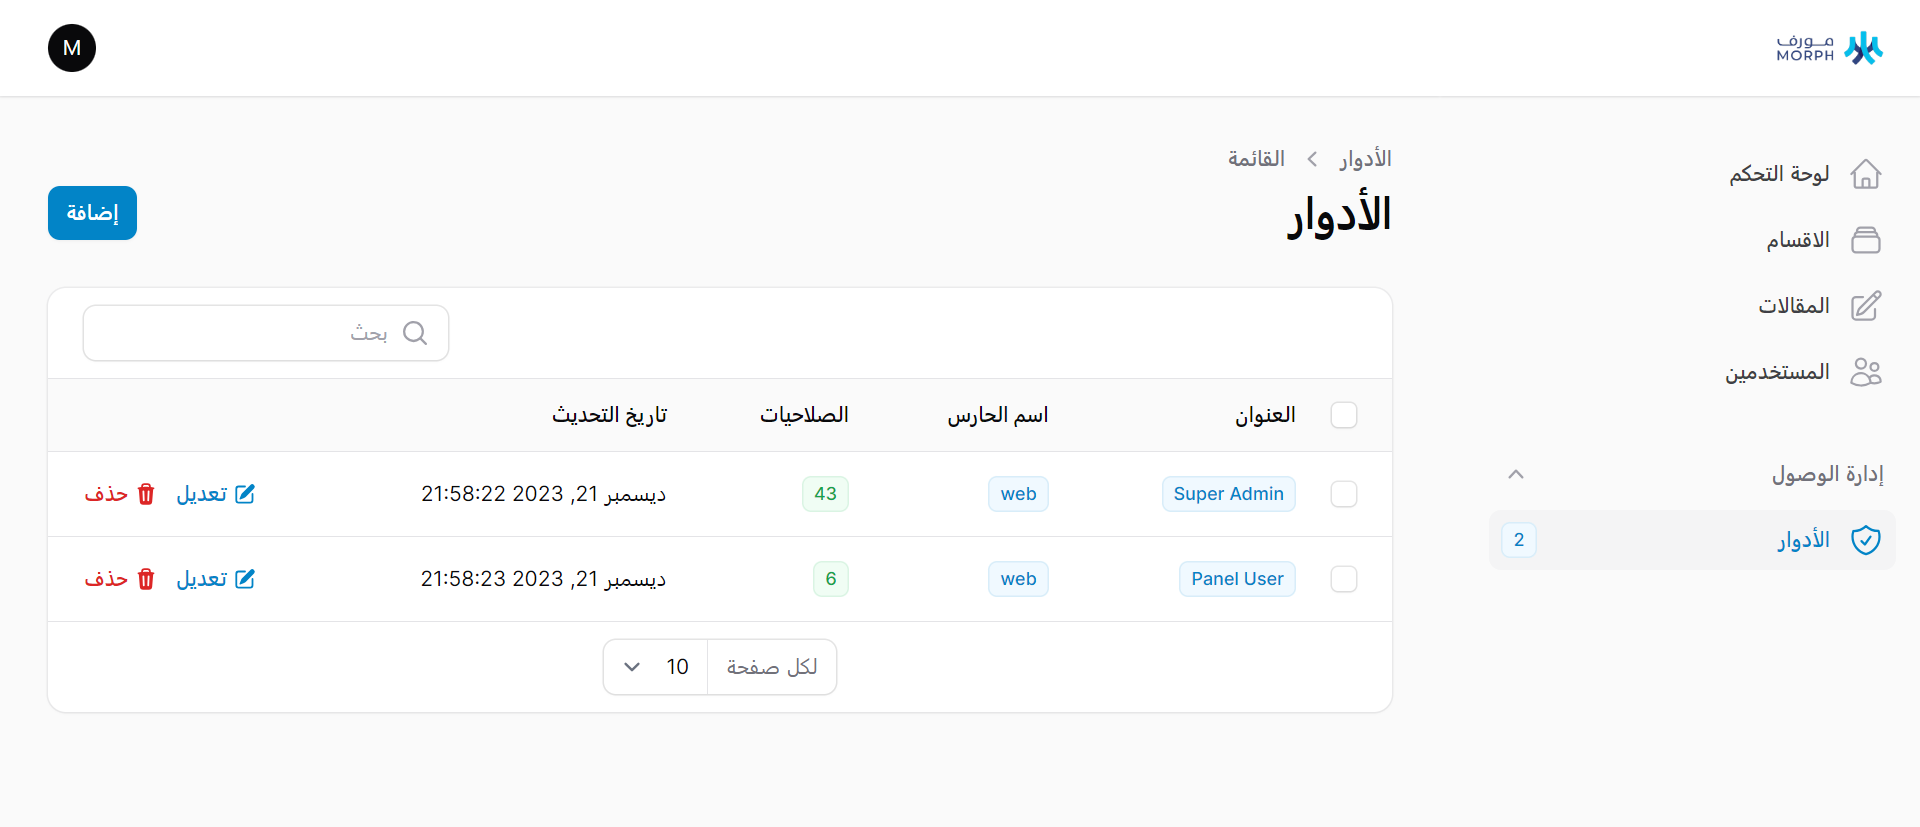 مورف
MORPH
M
لوحة التحكم
الاقسام
المقالات
المستخدمين
إدارة الوصول
الأدوار 2
الأدوار
القائمة
الأدوار
إضافة
بحث
العنوان اسم الحارس الصلاحيات تاريخ التحديث
Super Admin web 43 ديسمبر 21, 2023 21:58:22 تعديل حذف
Panel User web 6 ديسمبر 21, 2023 21:58:23 تعديل حذف
لكل صفحة 10